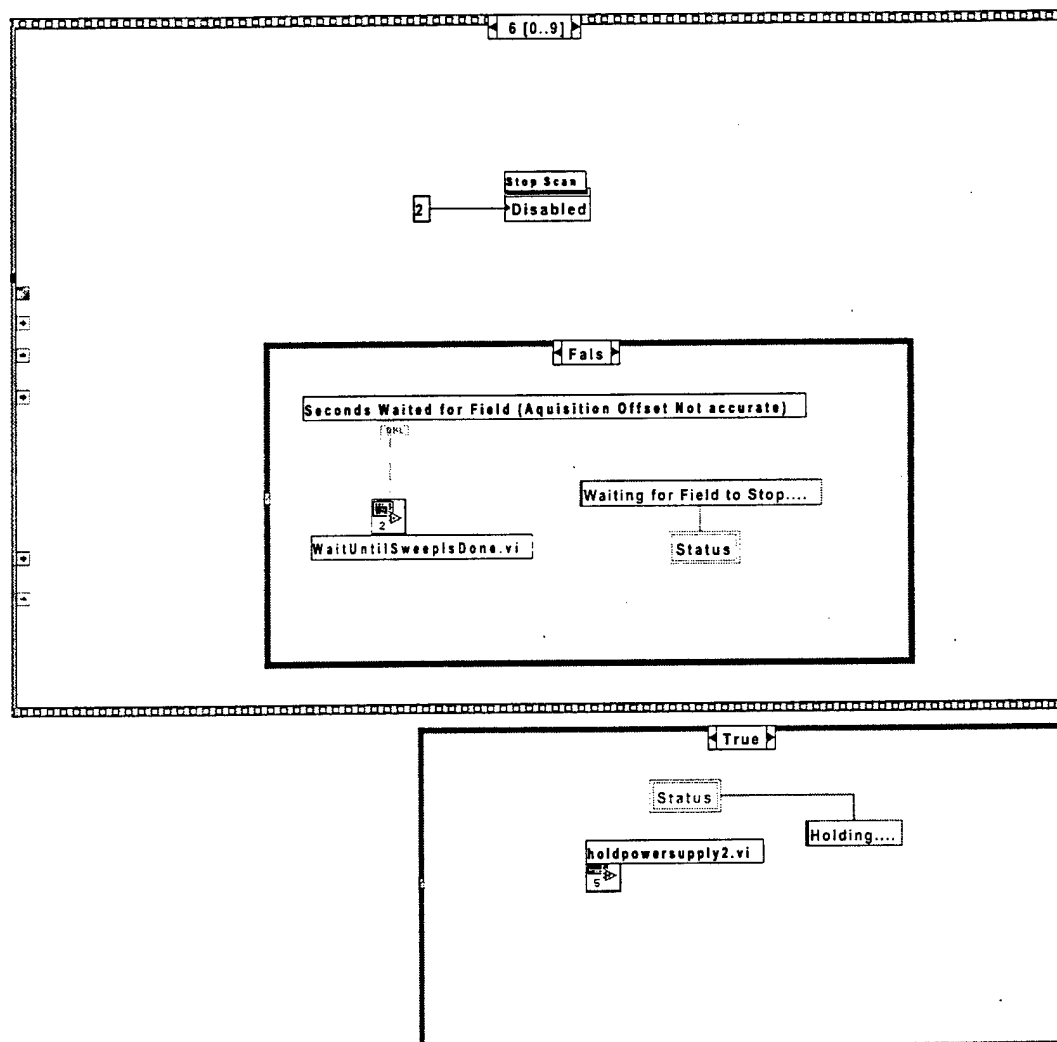 6 [0..9]
Stop Scan
2
Disabled
Fals
Seconds Waited for Field (Aquisition Offset Not accurate)
DBL
2
WaitUntilSweepIsDone.vi
Waiting for Field to Stop....
Status
True
Status
Holding....
holdpowersupply2.vi
5